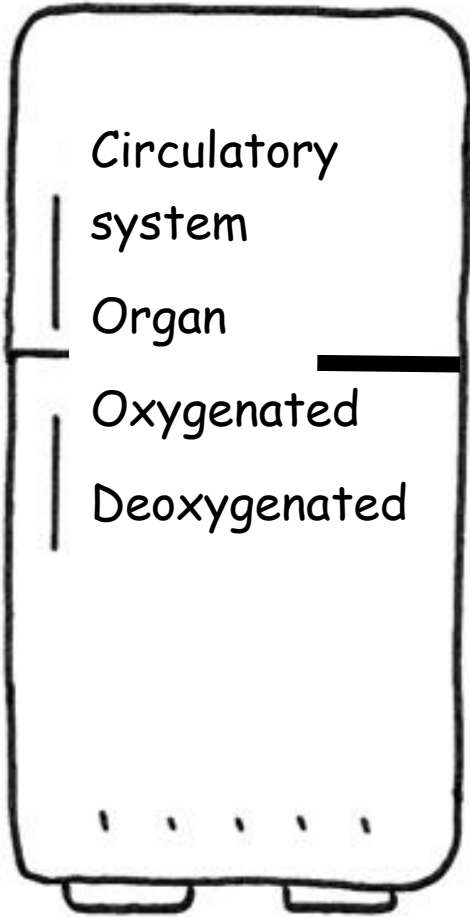 Circulatory
system
Organ
Oxygenated
Deoxygenated